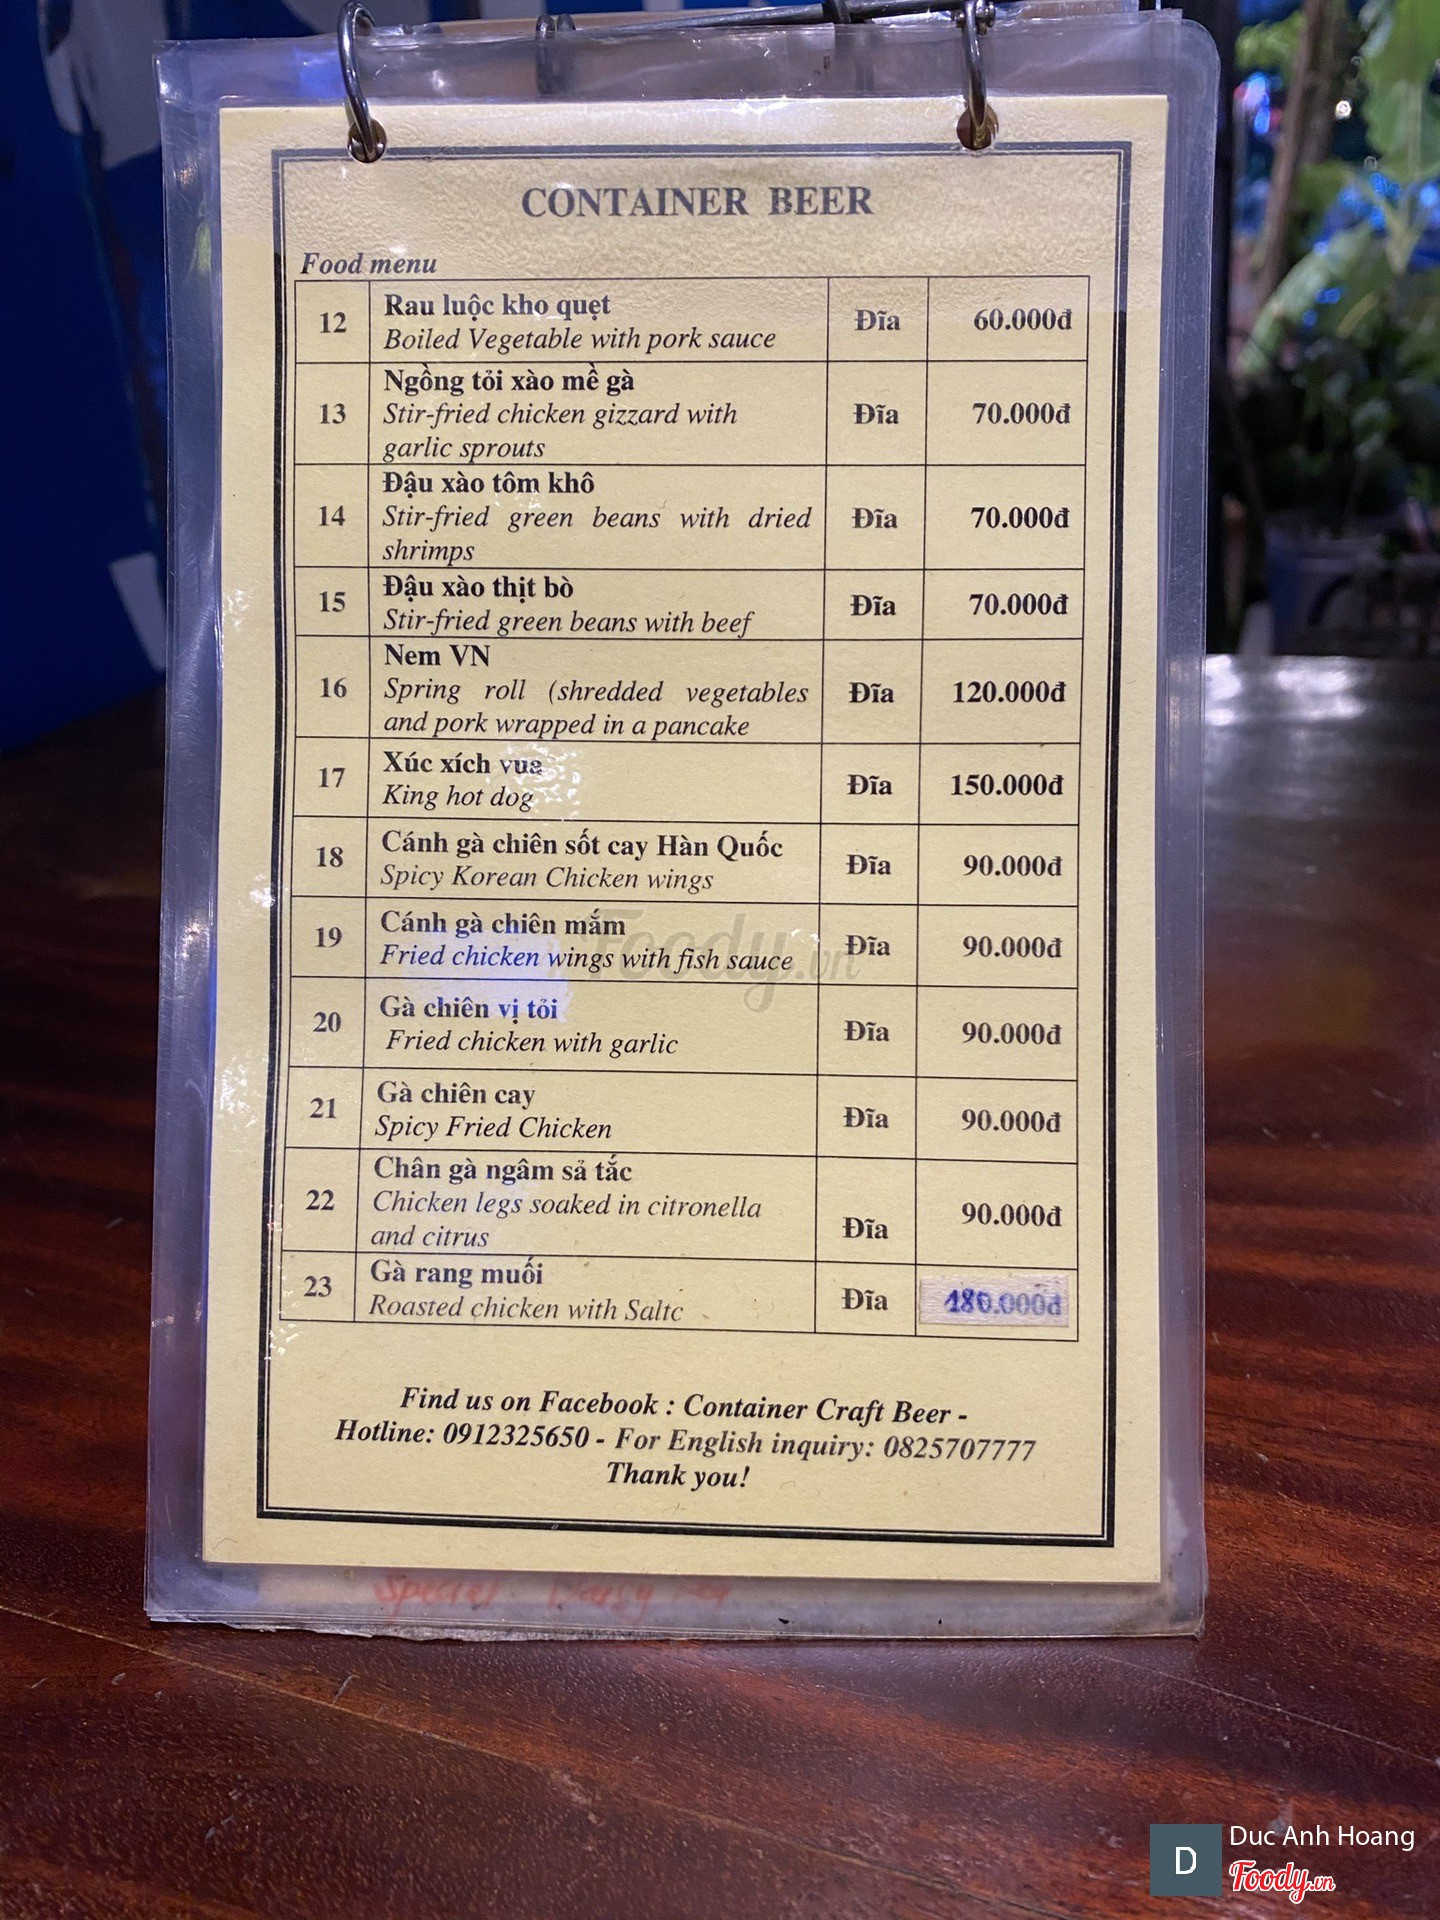 CONTAINER BEER
Food menu
12 Rau luộc kho quẹt Đĩa 60.000đ
Boiled Vegetable with pork sauce
13 Ngồng tỏi xào mề gà Đĩa 70.000đ
Stir-fried chicken gizzard with
garlic sprouts
14 Đậu xào tôm khô Đĩa 70.000đ
Stir-fried green beans with dried
shrimps
15 Đậu xào thịt bò Đĩa 70.000đ
Stir-fried green beans with beef
16 Nem VN Đĩa 120.000đ
Spring roll (shredded vegetables
and pork wrapped in a pancake
17 Xúc xích vua Đĩa 150.000đ
King hot dog
18 Cánh gà chiên sốt cay Hàn Quốc Đĩa 90.000đ
Spicy Korean Chicken wings
19 Cánh gà chiên mắm Đĩa 90.000đ
Fried chicken wings with fish sauce
Foody.vn
20 Gà chiên vị tỏi Đĩa 90.000đ
Fried chicken with garlic
21 Gà chiên cay Đĩa 90.000đ
Spicy Fried Chicken
22 Chân gà ngâm sả tắc Đĩa 90.000đ
Chicken legs soaked in citronella
and citrus
23 Gà rang muối Đĩa 180.000đ
Roasted chicken with Saltc
Find us on Facebook : Container Craft Beer -
Hotline: 0912325650 - For English inquiry: 0825707777
Thank you!
Special
D Duc Anh Hoang
Foody.vn